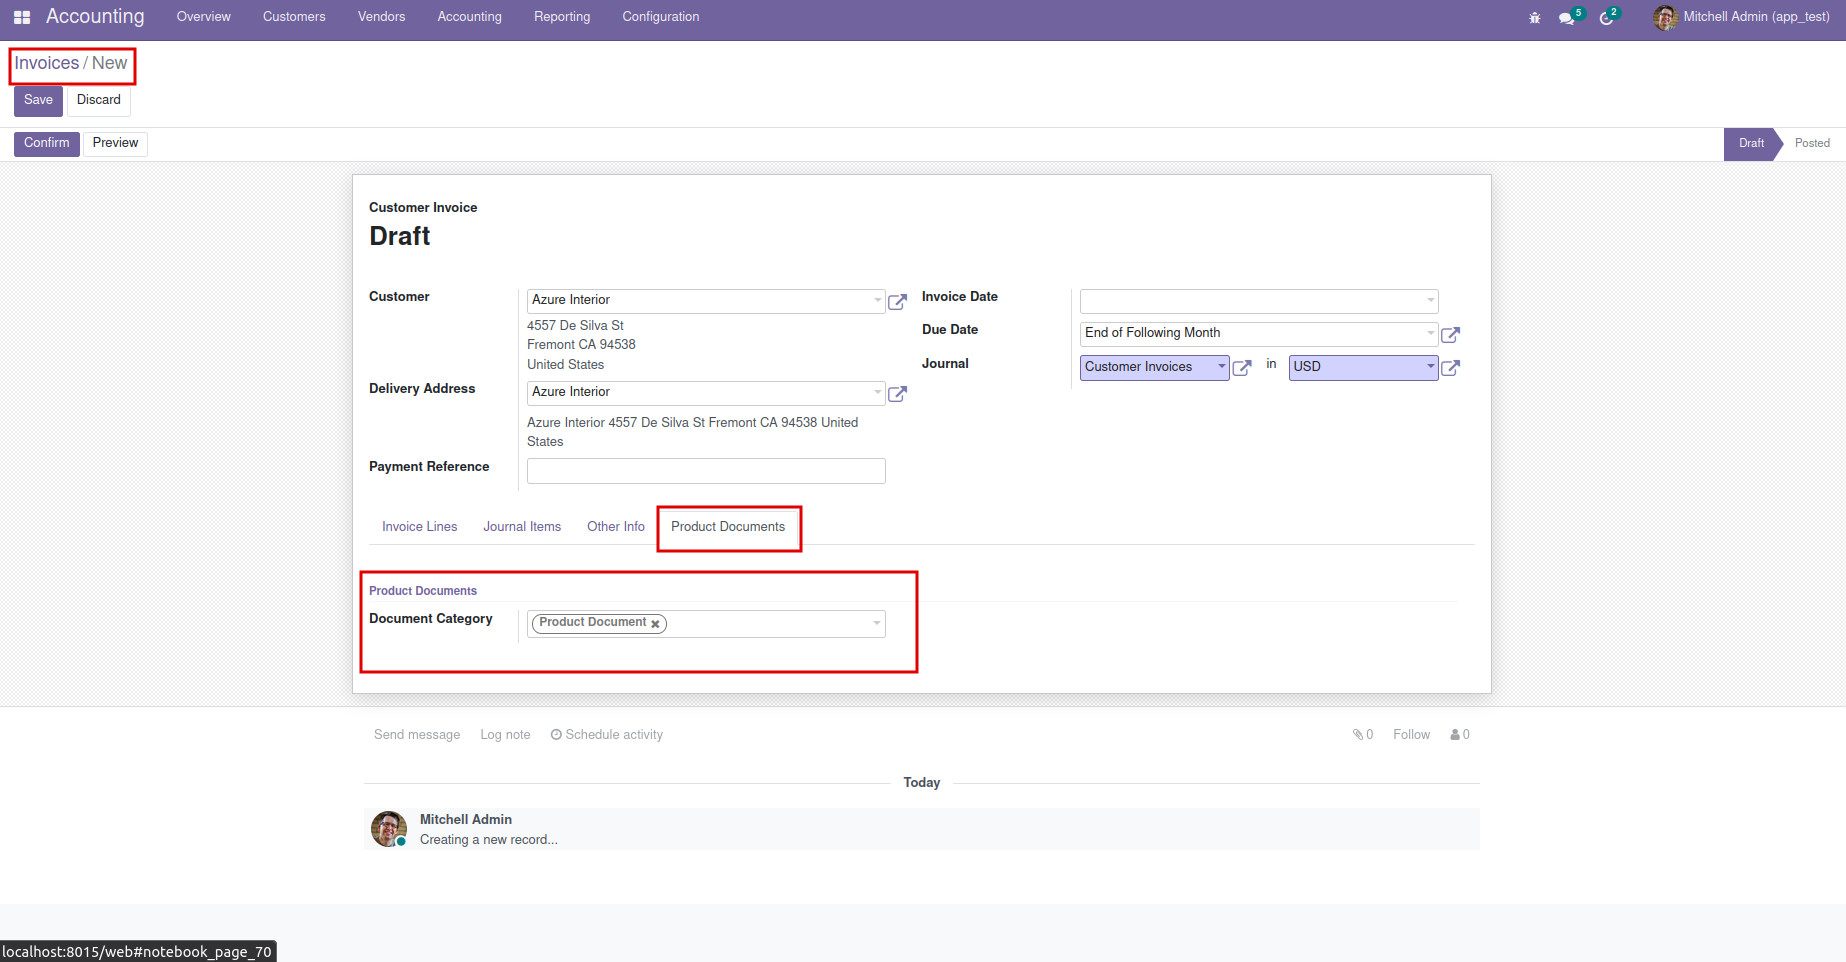 Accounting Overview Customers Vendors Accounting Reporting Configuration 5 2 Mitchell Admin (app_test)
Invoices / New
Save Discard
Confirm Preview Draft Posted
Customer Invoice
Draft
Customer Azure Interior
4557 De Silva St
Fremont CA 94538
United States
Delivery Address Azure Interior
Azure Interior 4557 De Silva St Fremont CA 94538 United
States
Payment Reference
Invoice Date
Due Date End of Following Month
Journal Customer Invoices in USD
Invoice Lines Journal Items Other Info Product Documents
Product Documents
Document Category Product Document
Send message Log note Schedule activity 0 Follow 0
Today
Mitchell Admin
Creating a new record...
localhost:8015/web#notebook_page_70